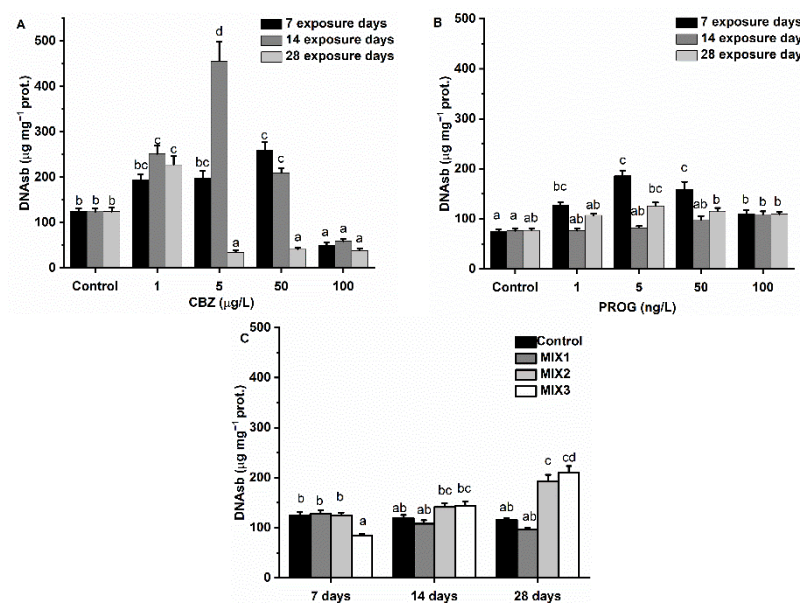 A
7 exposure days
14 exposure days
28 exposure days
DNAsb (µg mg⁻¹ prot.)
500
400
300
200
100
0
b b b
bc c c
bc d a
c c a
a a a
Control 1 5 50 100
CBZ (µg/L)
B
7 exposure days
14 exposure days
28 exposure days
DNAsb (µg mg⁻¹ prot.)
500
400
300
200
100
0
a a ab
bc ab ab
c ab bc
c ab b
b b b
Control 1 5 50 100
PROG (ng/L)
C
Control
MIX1
MIX2
MIX3
DNAsb (µg mg⁻¹ prot.)
500
400
300
200
100
0
b b b a
ab ab bc bc
ab ab c cd
7 days 14 days 28 days